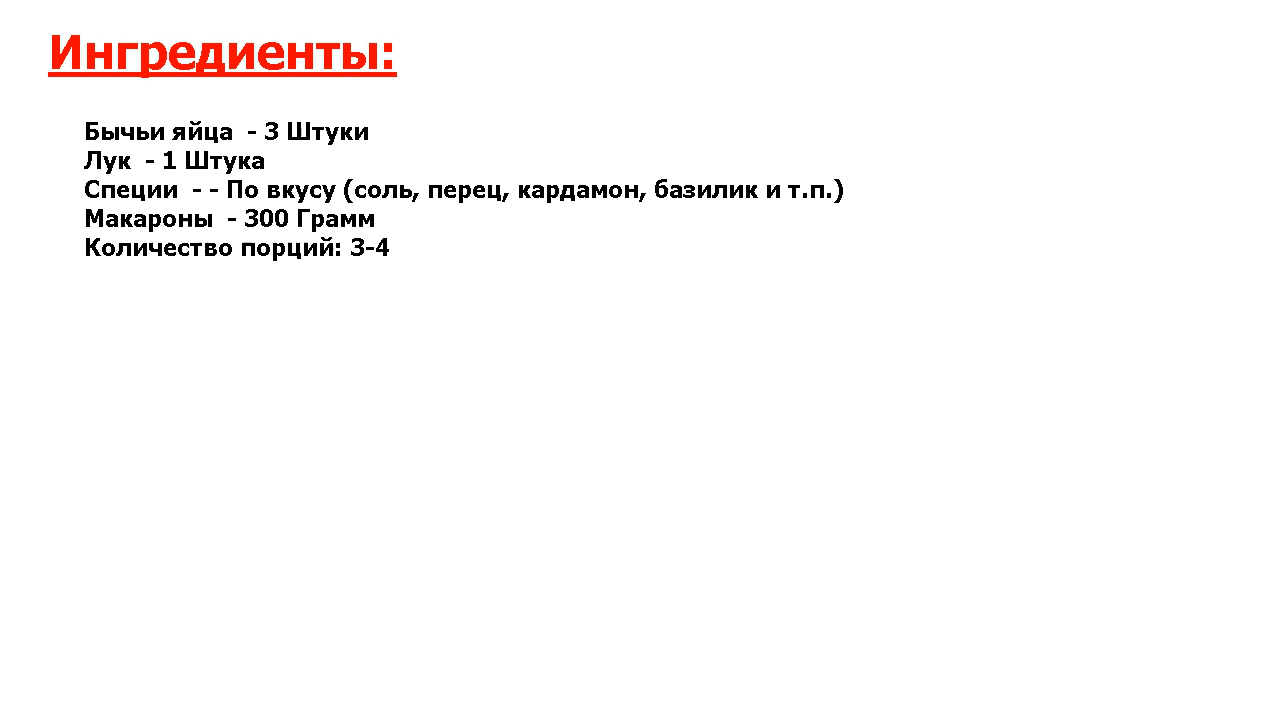 Ингредиенты:
Бычьи яйца  - 3 Штуки
Лук  - 1 Штука
Специи  - - По вкусу (соль, перец, кардамон, базилик и т.п.)
Макароны  - 300 Грамм
Количество порций: 3-4